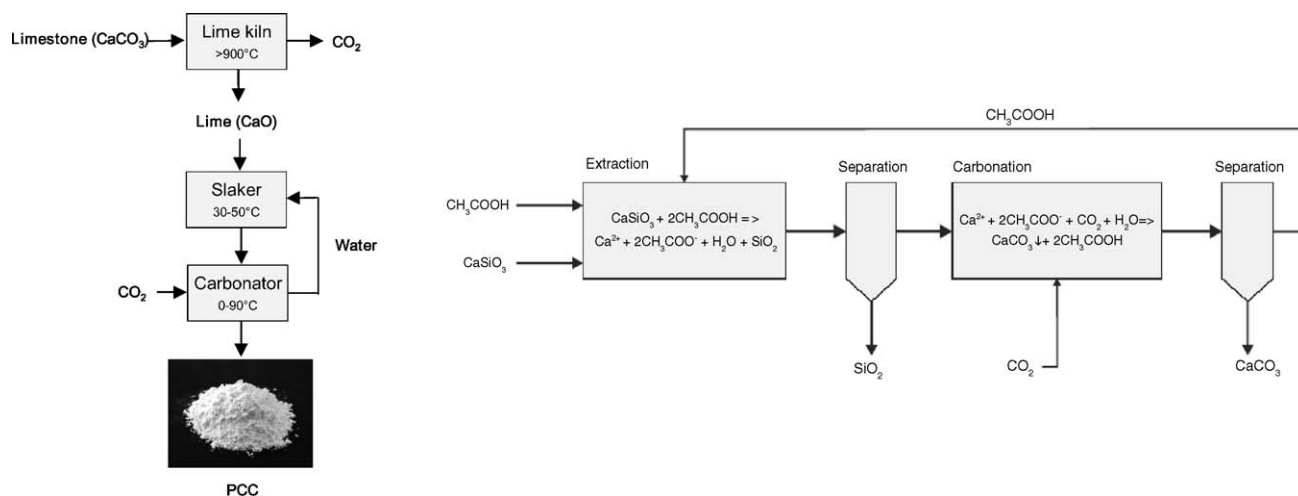 Limestone (CaCO₃)
Lime kiln
>900°C
CO₂
Lime (CaO)
Slaker
30-50°C
Water
CO₂
Carbonator
0-90°C
PCC
CH₃COOH
Extraction
Separation
Carbonation
Separation
CH₃COOH
CaSiO₃
CaSiO₃ + 2CH₃COOH =>
Ca²⁺ + 2CH₃COO⁻ + H₂O + SiO₂
Ca²⁺ + 2CH₃COO⁻ + CO₂ + H₂O=>
CaCO₃↓+ 2CH₃COOH
SiO₂
CO₂
CaCO₃